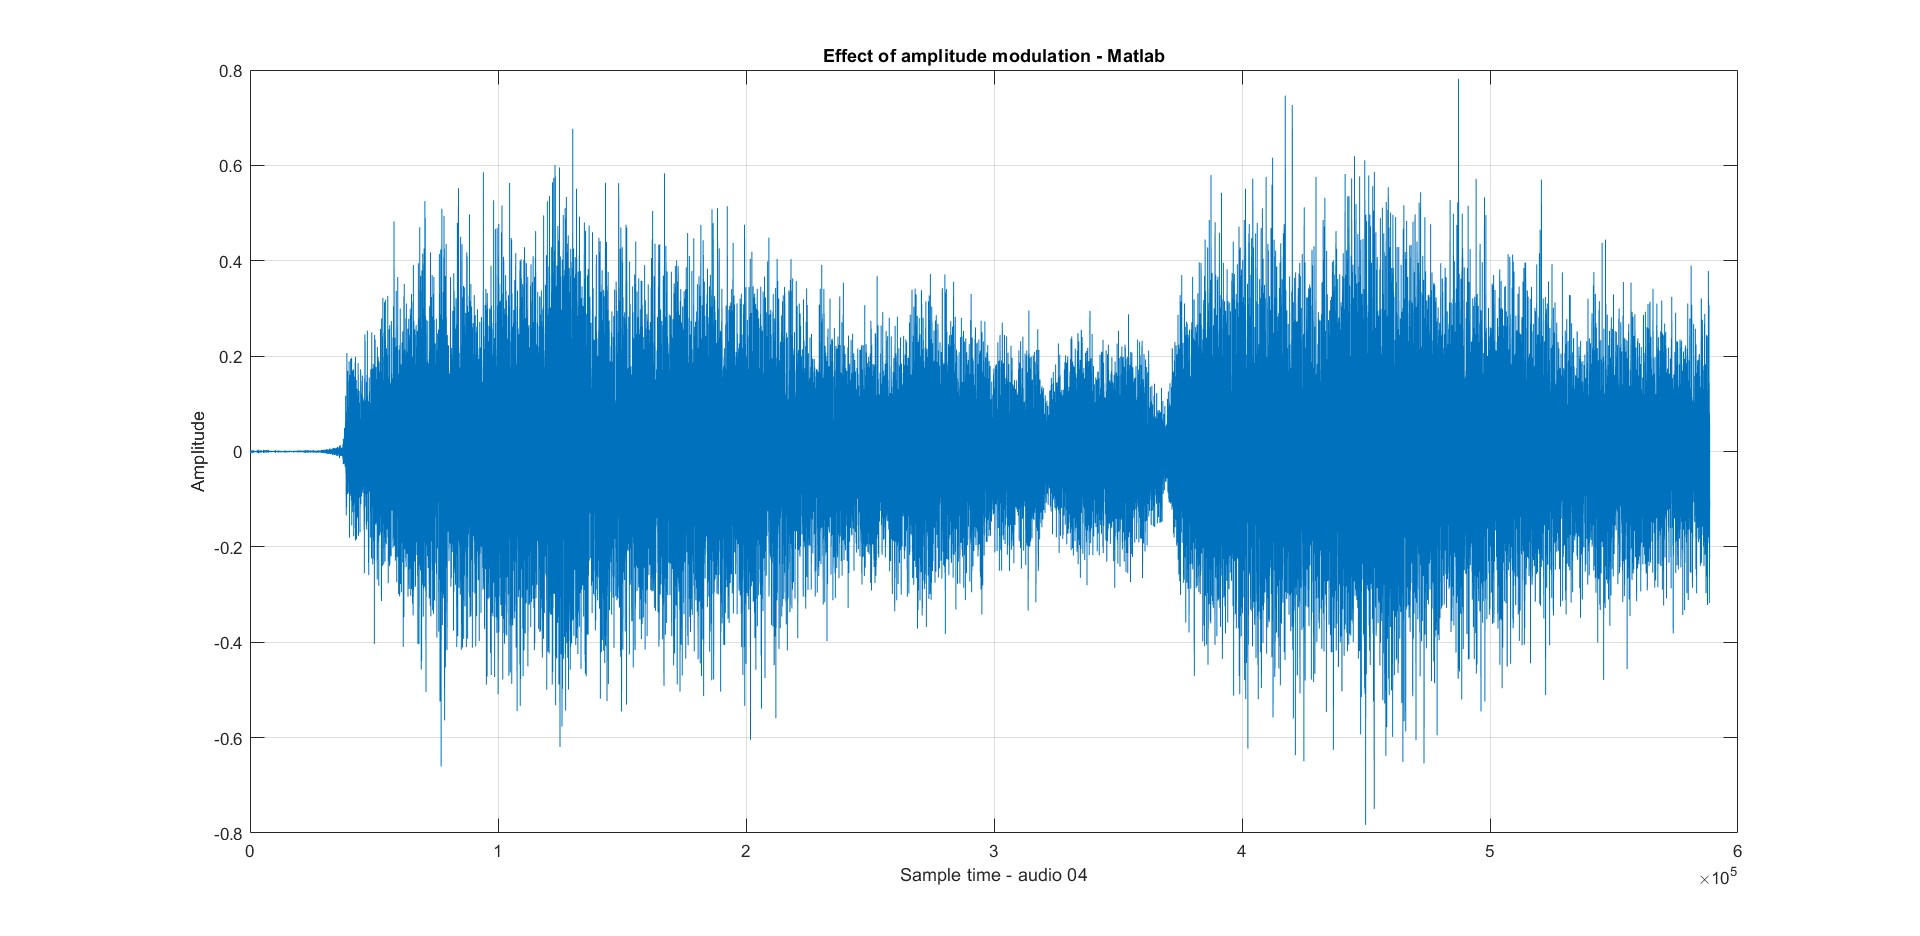 Effect of amplitude modulation - Matlab
0.8
0.6
0.4
0.2
0
-0.2
-0.4
-0.6
-0.8
Amplitude
0 1 2 3 4 5 6
Sample time - audio 04
×10^5